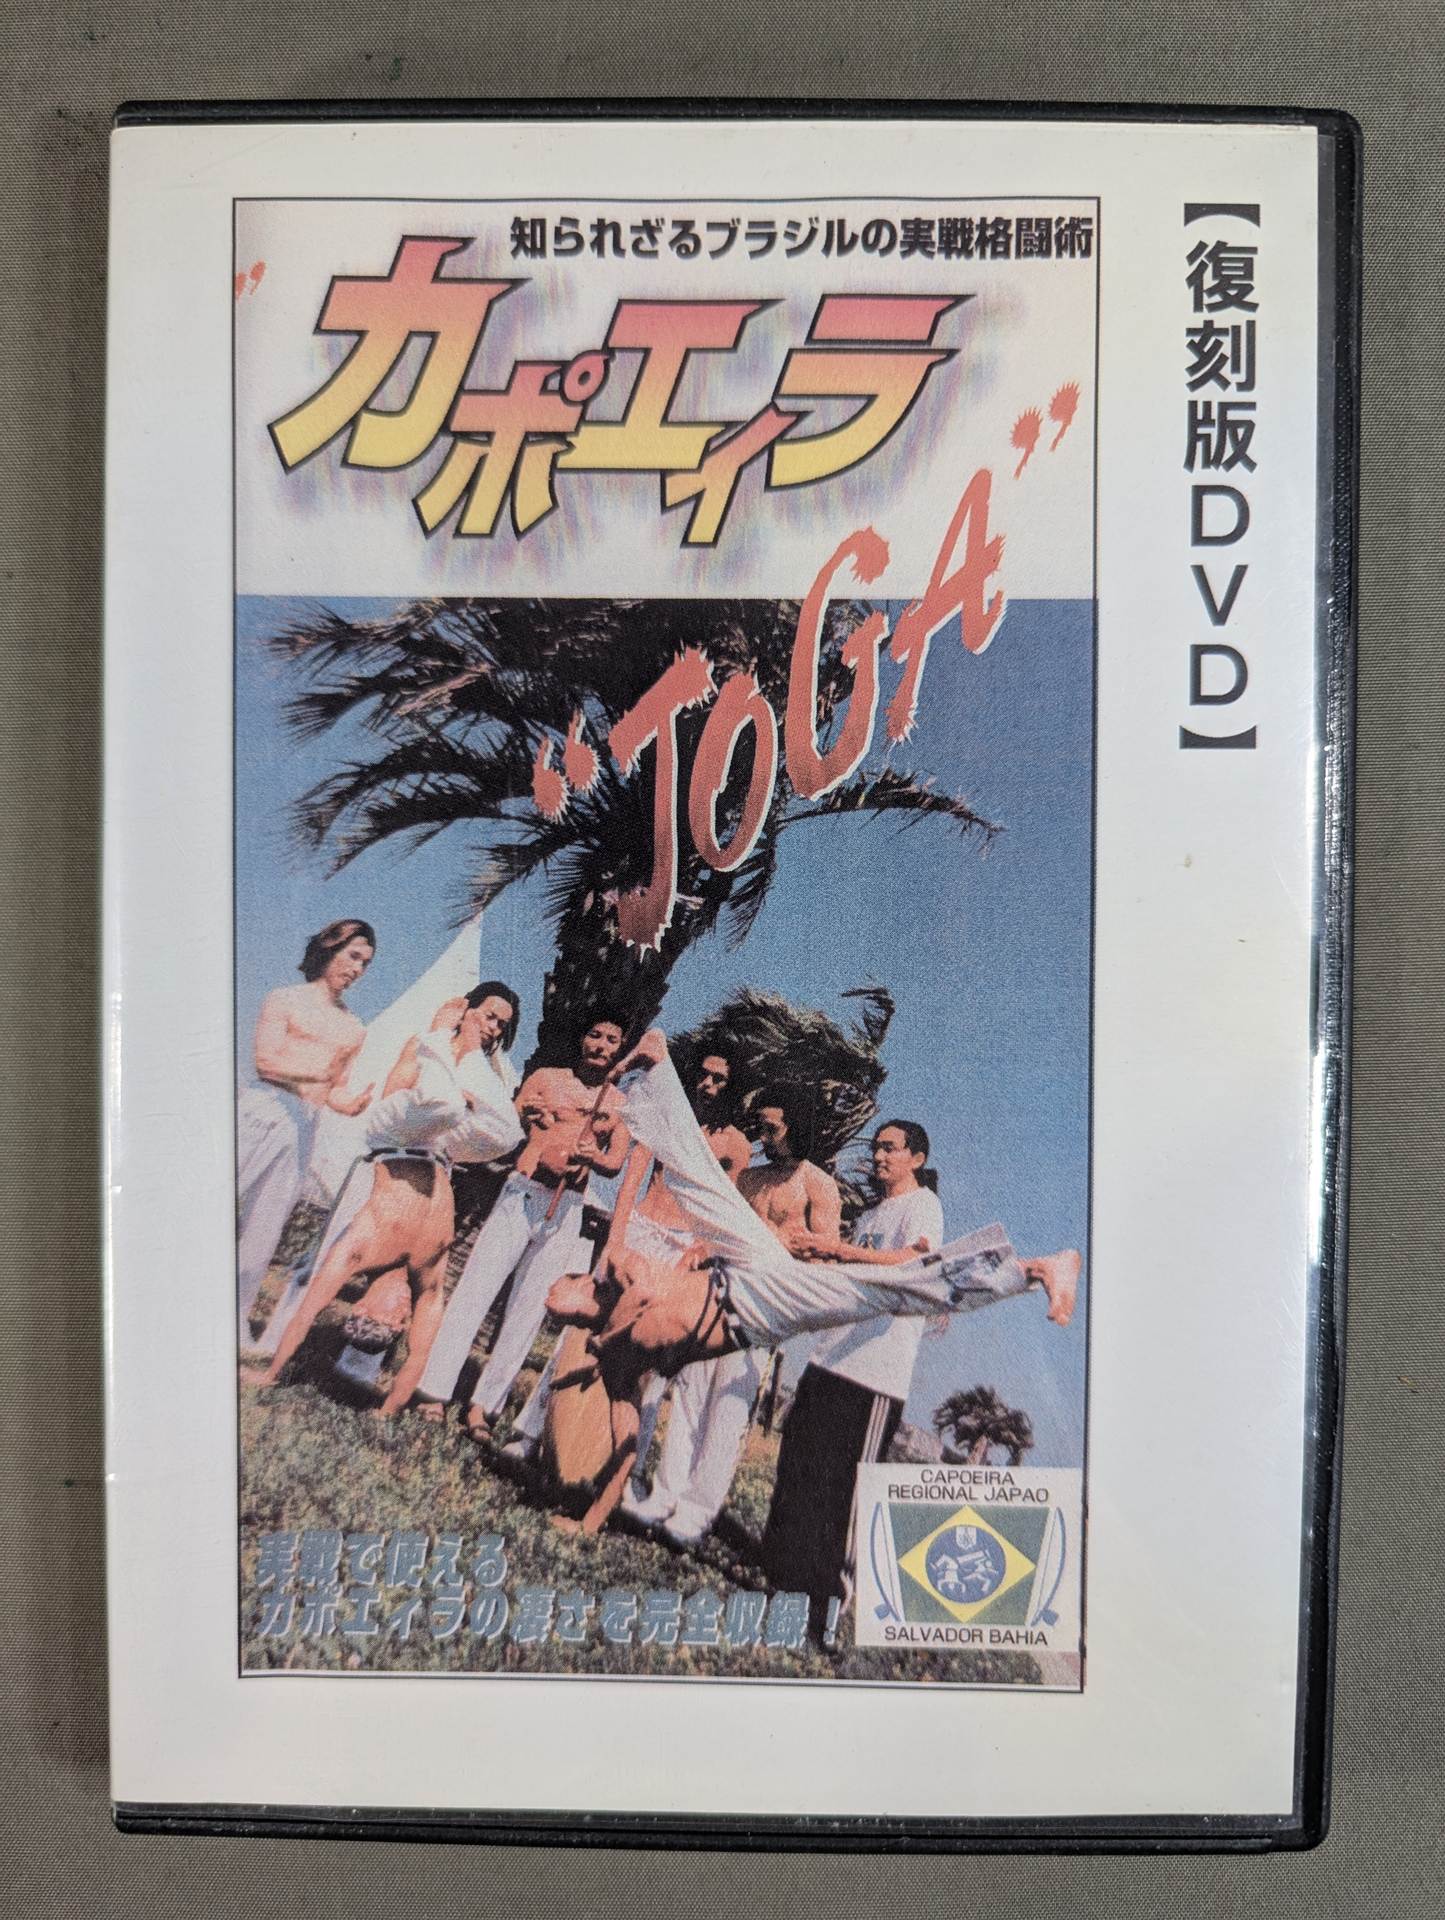 【復刻版DVD】
知られざるブラジルの実戦格闘術
"カポエィラ"
"JOGA"
実戦で使える
カポエィラの凄さを完全収録！
CAPOEIRA
REGIONAL JAPAO
SALVADOR BAHIA